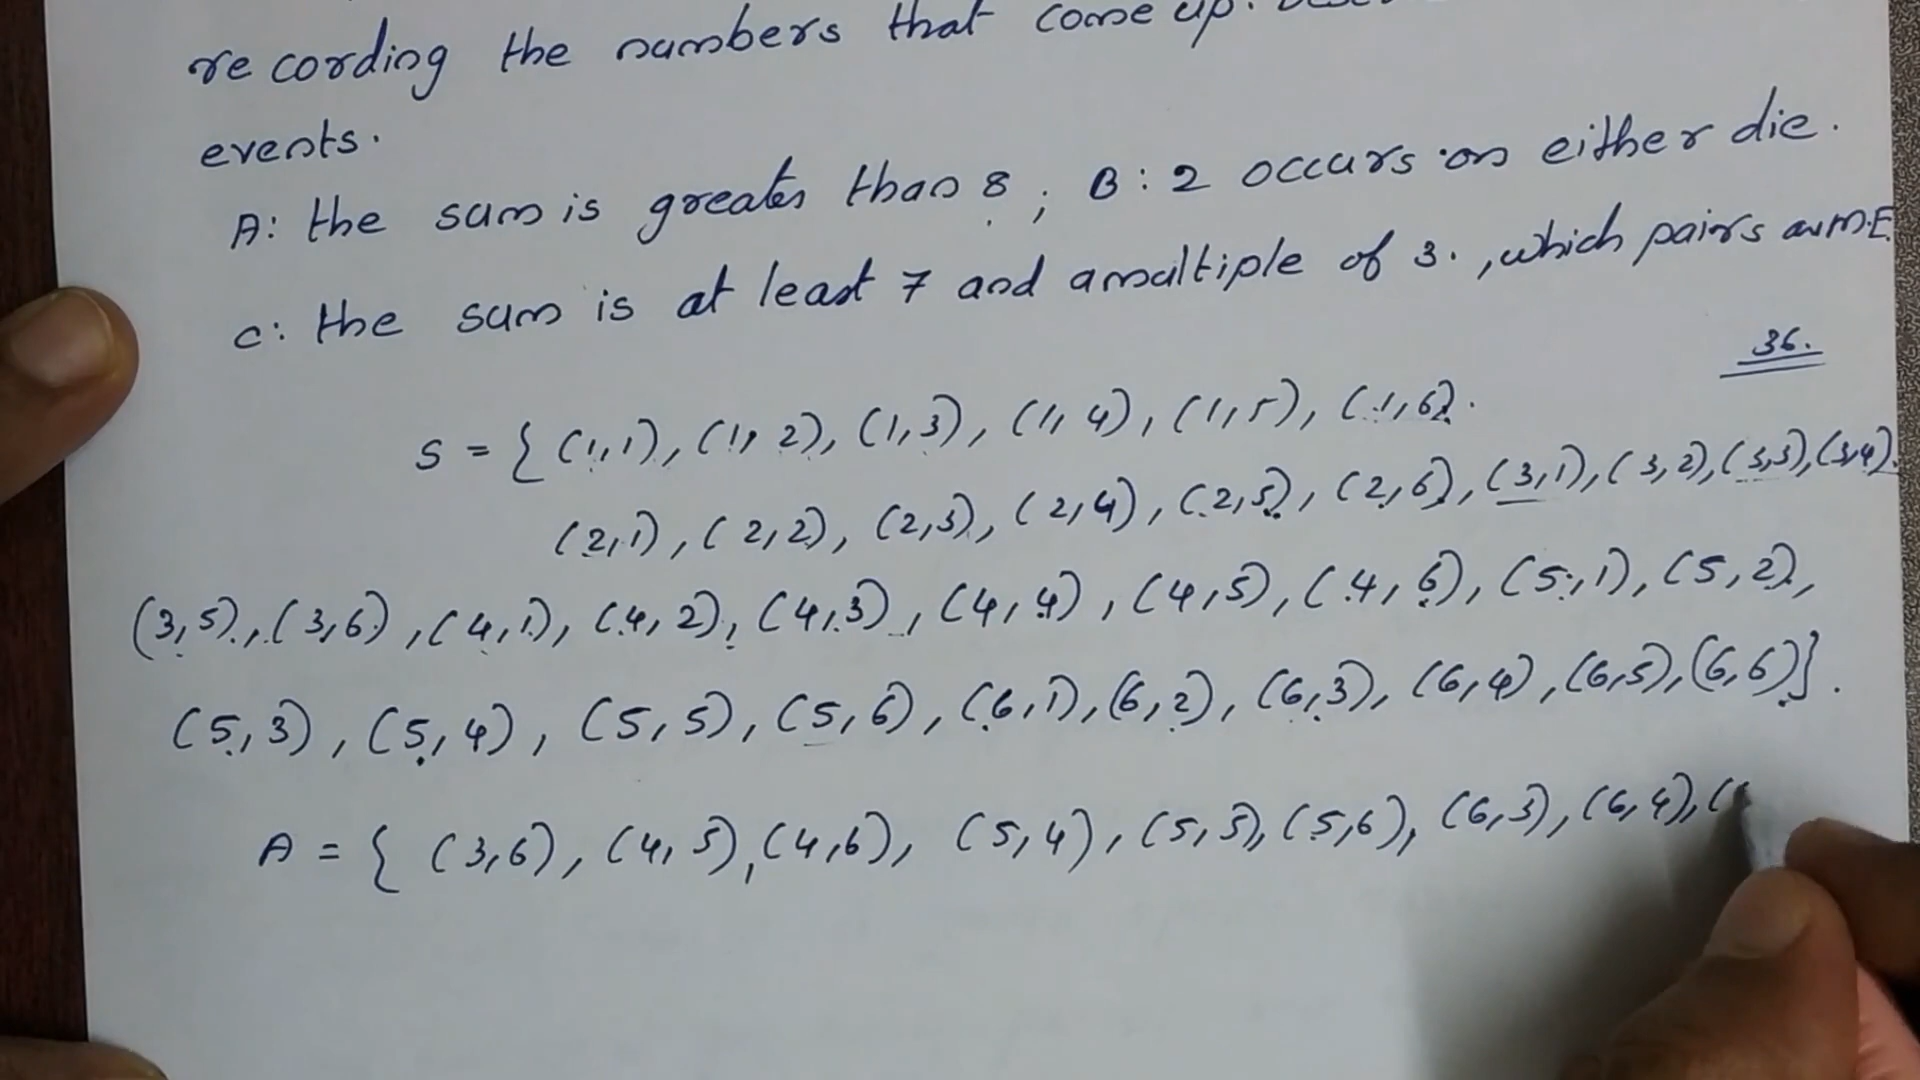 recording the numbers that come up.
events.
A: the sum is greater than 8 ; B : 2 occurs on either die.
C: the sum is at least 7 and a multiple of 3. , which pairs are M.E
36.
S = { (1,1), (1, 2), (1,3), (1, 4), (1,5), (1,6).
(2,1), (2,2), (2,3), (2,4), (2,5), (2,6), (3,1), (3,2), (3,3), (3,4).
(3,5), (3,6), (4,1), (4,2), (4,3), (4,4), (4,5), (4,6), (5,1), (5,2),
(5,3), (5,4), (5,5), (5,6), (6,1), (6,2), (6,3), (6,4), (6,5), (6,6)}.
A = { (3,6), (4,5), (4,6), (5,4), (5,5), (5,6), (6,3), (6,4), (